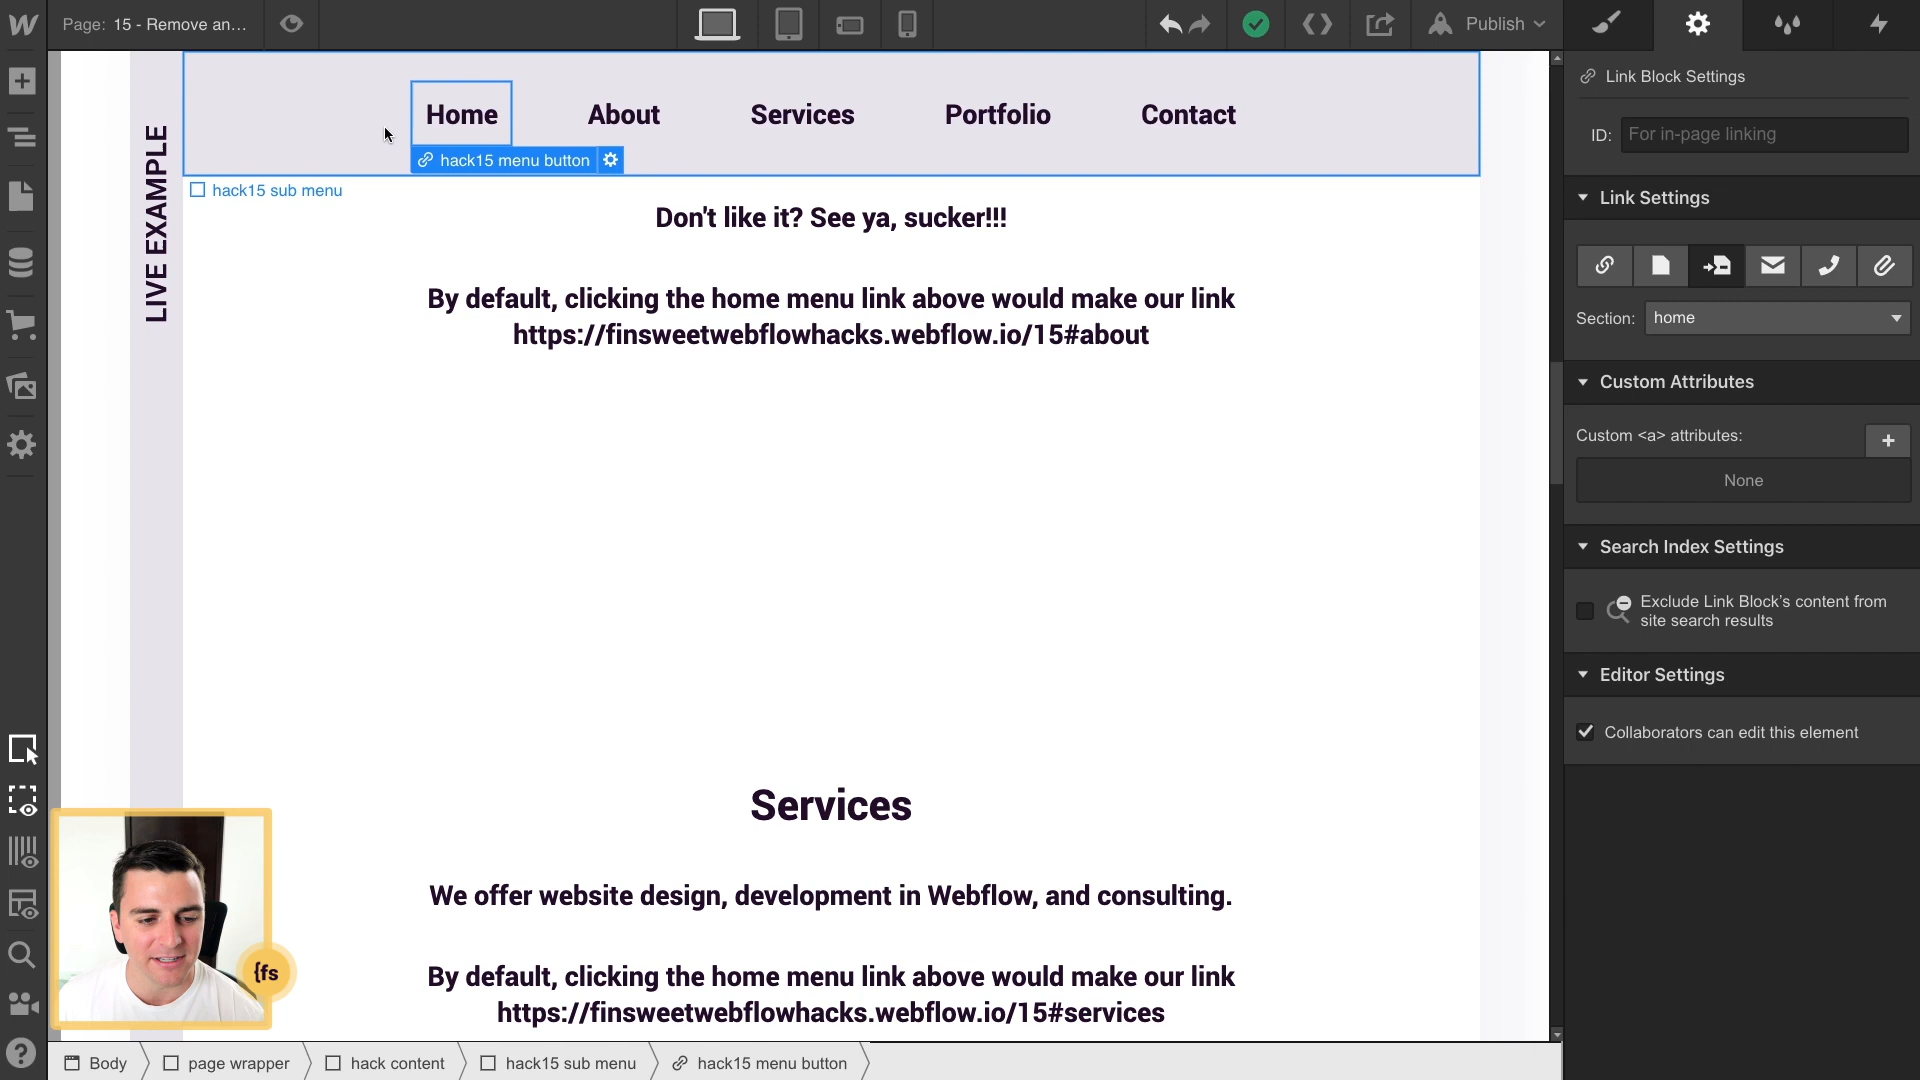 Page: 15 - Remove an...
Publish
Link Block Settings
ID: For in-page linking
Link Settings
Section: home
Custom Attributes
Custom <a> attributes:
+
None
Search Index Settings
Exclude Link Block's content from
site search results
Editor Settings
Collaborators can edit this element
LIVE EXAMPLE
Home
About
Services
Portfolio
Contact
hack15 menu button
hack15 sub menu
Don't like it? See ya, sucker!!!
By default, clicking the home menu link above would make our link
https://finsweetwebflowhacks.webflow.io/15#about
Services
We offer website design, development in Webflow, and consulting.
By default, clicking the home menu link above would make our link
https://finsweetwebflowhacks.webflow.io/15#services
{fs
Body
page wrapper
hack content
hack15 sub menu
hack15 menu button